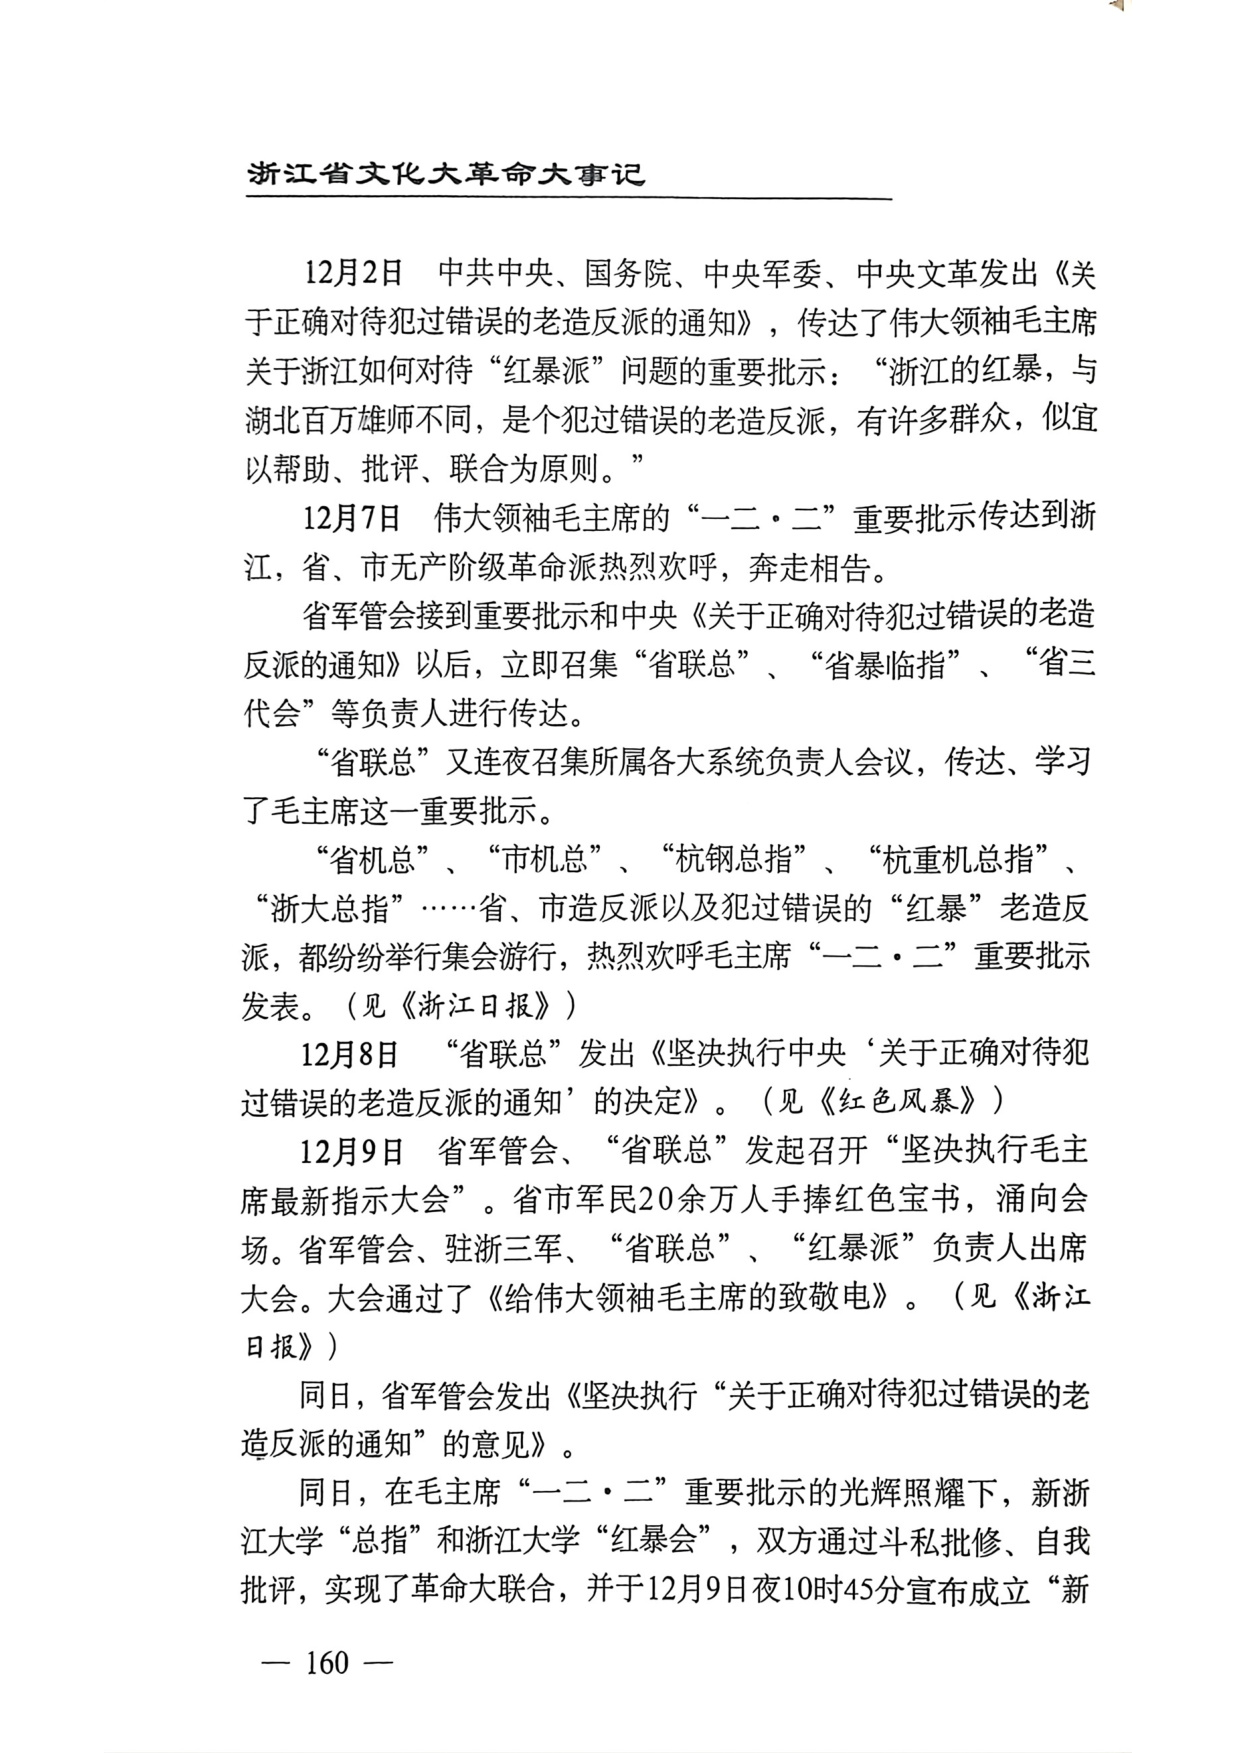 浙江省文化大革命大事记
12月2日　中共中央、国务院、中央军委、中央文革发出《关
于正确对待犯过错误的老造反派的通知》，传达了伟大领袖毛主席
关于浙江如何对待“红暴派”问题的重要批示：“浙江的红暴，与
湖北百万雄师不同，是个犯过错误的老造反派，有许多群众，似宜
以帮助、批评、联合为原则。”
12月7日　伟大领袖毛主席的“一二·二”重要批示传达到浙
江，省、市无产阶级革命派热烈欢呼，奔走相告。
省军管会接到重要批示和中央《关于正确对待犯过错误的老造
反派的通知》以后，立即召集“省联总”、“省暴临指”、“省三
代会”等负责人进行传达。
“省联总”又连夜召集所属各大系统负责人会议，传达、学习
了毛主席这一重要批示。
“省机总”、“市机总”、“杭钢总指”、“杭重机总指”、
“浙大总指”……省、市造反派以及犯过错误的“红暴”老造反
派，都纷纷举行集会游行，热烈欢呼毛主席“一二·二”重要批示
发表。（见《浙江日报》）
12月8日　“省联总”发出《坚决执行中央‘关于正确对待犯
过错误的老造反派的通知’的决定》。（见《红色风暴》）
12月9日　省军管会、“省联总”发起召开“坚决执行毛主
席最新指示大会”。省市军民20余万人手捧红色宝书，涌向会
场。省军管会、驻浙三军、“省联总”、“红暴派”负责人出席
大会。大会通过了《给伟大领袖毛主席的致敬电》。（见《浙江
日报》）
同日，省军管会发出《坚决执行“关于正确对待犯过错误的老
造反派的通知”的意见》。
同日，在毛主席“一二·二”重要批示的光辉照耀下，新浙
江大学“总指”和浙江大学“红暴会”，双方通过斗私批修、自我
批评，实现了革命大联合，并于12月9日夜10时45分宣布成立“新
— 160 —